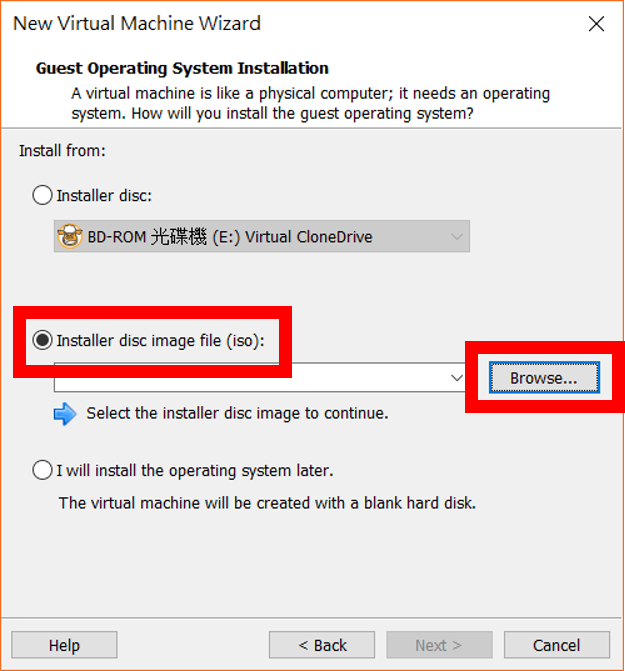 New Virtual Machine Wizard
Guest Operating System Installation
A virtual machine is like a physical computer; it needs an operating
system. How will you install the guest operating system?
Install from:
Installer disc:
BD-ROM 光碟機 (E:) Virtual CloneDrive
Installer disc image file (iso):
Browse...
Select the installer disc image to continue.
I will install the operating system later.
The virtual machine will be created with a blank hard disk.
Help < Back Next > Cancel